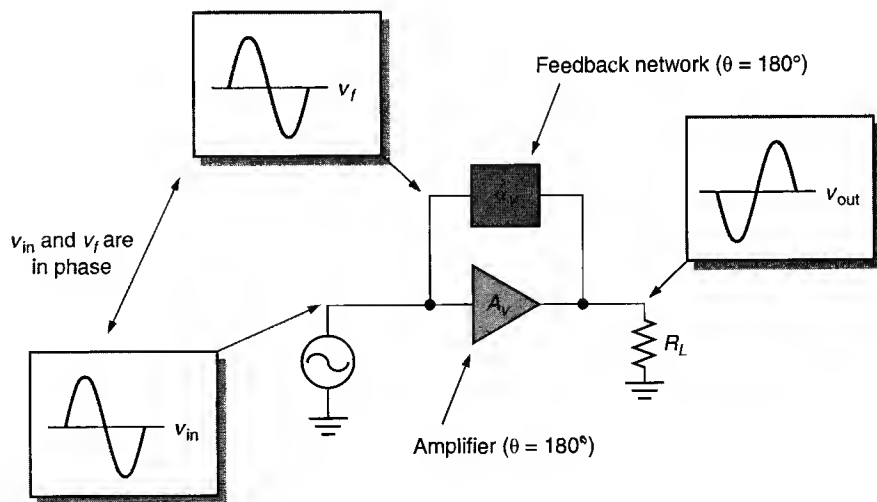 Feedback network (θ = 180°)
v_f
v_out
v_in and v_f are
in phase
A_v
R_L
v_in
Amplifier (θ = 180°)